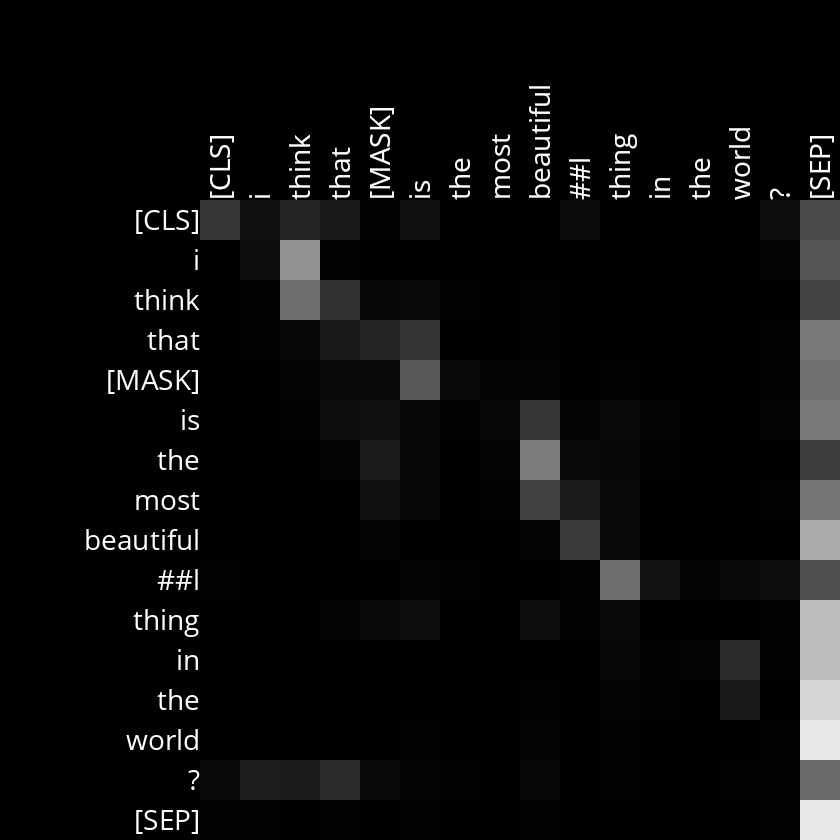 [CLS] i think that [MASK] is the most beautiful ##l thing in the world ? [SEP]
[CLS]
i
think
that
[MASK]
is
the
most
beautiful
##l
thing
in
the
world
?
[SEP]